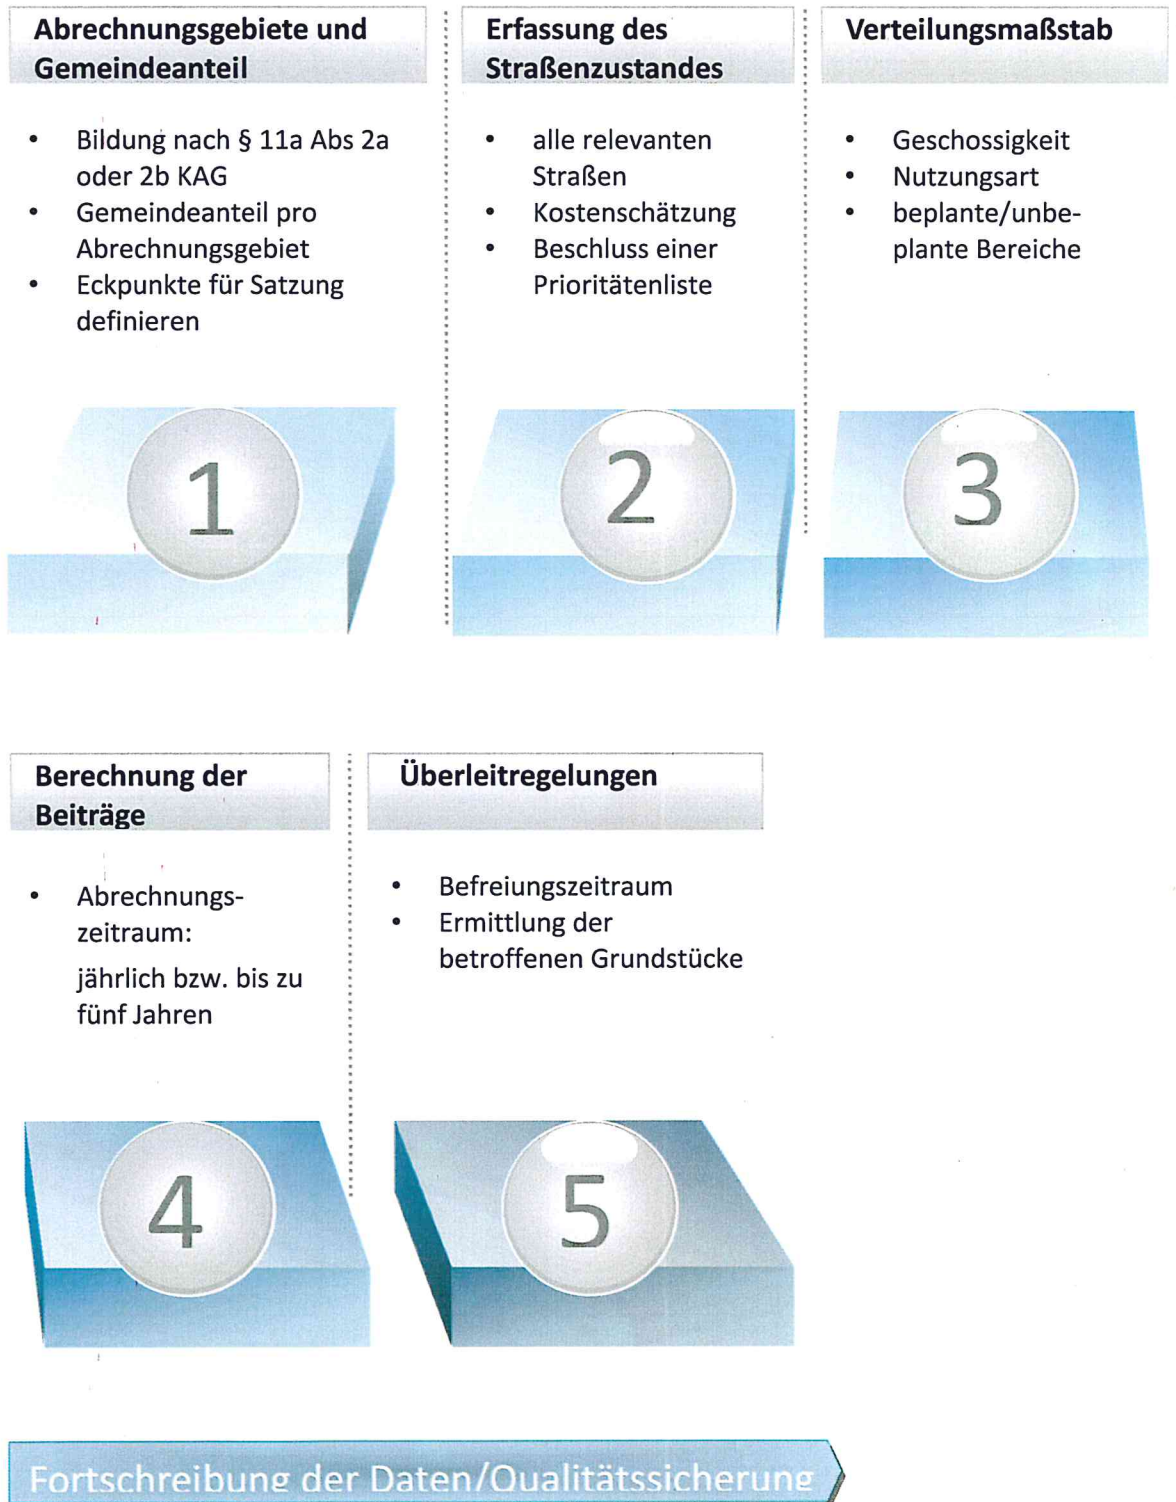 Abrechnungsgebiete und
Gemeindeanteil
• Bildung nach § 11a Abs 2a
oder 2b KAG
• Gemeindeanteil pro
Abrechnungsgebiet
• Eckpunkte für Satzung
definieren
1
Erfassung des
Straßenzustandes
• alle relevanten
Straßen
• Kostenschätzung
• Beschluss einer
Prioritätenliste
2
Verteilungsmaßstab
• Geschossigkeit
• Nutzungsart
• beplante/unbe-
plante Bereiche
3
Berechnung der
Beiträge
• Abrechnungs-
zeitraum:
jährlich bzw. bis zu
fünf Jahren
4
Überleitregelungen
• Befreiungszeitraum
• Ermittlung der
betroffenen Grundstücke
5
Fortschreibung der Daten/Qualitätssicherung